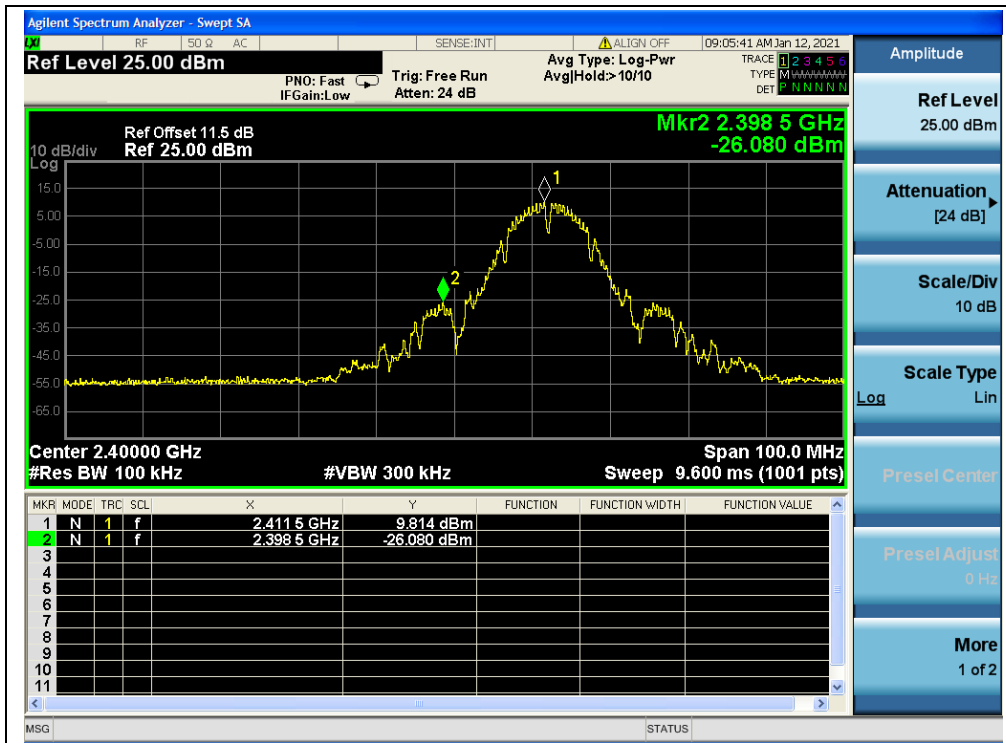 Agilent Spectrum Analyzer - Swept SA
LXI RF 50 Ω AC SENSE:INT ALIGN OFF 09:05:41 AM Jan 12, 2021
Ref Level 25.00 dBm
PNO: Fast
IFGain:Low
Trig: Free Run
Atten: 24 dB
Avg Type: Log-Pwr
Avg|Hold:>10/10
TRACE 1 2 3 4 5 6
TYPE M
DET P N N N N N
Ref Offset 11.5 dB
10 dB/div Ref 25.00 dBm
Log
Mkr2 2.398 5 GHz
-26.080 dBm
15.0
5.00
-5.00
-15.0
-25.0
-35.0
-45.0
-55.0
-65.0
1
2
Center 2.40000 GHz Span 100.0 MHz
#Res BW 100 kHz #VBW 300 kHz Sweep 9.600 ms (1001 pts)
MKR MODE TRC SCL X Y FUNCTION FUNCTION WIDTH FUNCTION VALUE
1 N 1 f 2.411 5 GHz 9.814 dBm
2 N 1 f 2.398 5 GHz -26.080 dBm
3
4
5
6
7
8
9
10
11
MSG STATUS
Amplitude
Ref Level
25.00 dBm
Attenuation
[24 dB]
Scale/Div
10 dB
Scale Type
Log Lin
Presel Center
Presel Adjust
0 Hz
More
1 of 2